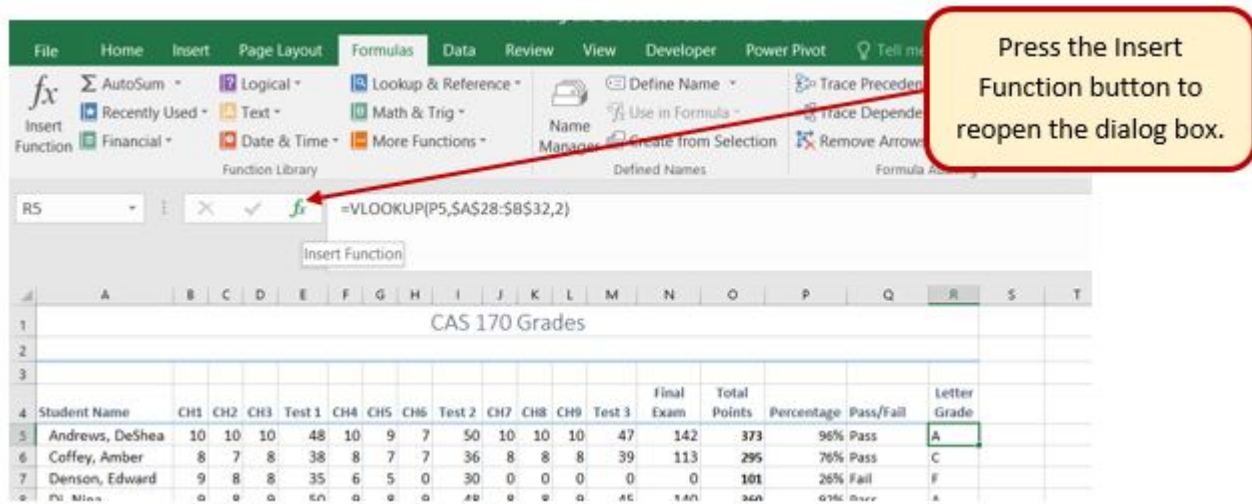 File Home Insert Page Layout Formulas Data Review View Developer Power Pivot Tell me
Press the Insert
Function button to
reopen the dialog box.
fx
Insert
Function
Σ AutoSum
Recently Used
Financial
Logical
Text
Date & Time
Lookup & Reference
Math & Trig
More Functions
Function Library
Name
Manager
Define Name
Use in Formula
Create from Selection
Defined Names
Trace
Trace
Remove Arrows
Formula
R5 fx =VLOOKUP(P5,$A$28:$B$32,2)
Insert Function
A B C D E F G H I J K L M N O P Q R S T
1 CAS 170 Grades
2
3
4 Student Name CH1 CH2 CH3 Test 1 CH4 CH5 CH6 Test 2 CH7 CH8 CH9 Test 3 Final Exam Total Points Percentage Pass/Fail Letter Grade
5 Andrews, DeShea 10 10 10 48 10 9 7 50 10 10 10 47 142 373 96% Pass A
6 Coffey, Amber 8 7 8 38 8 7 7 36 8 8 8 39 113 295 76% Pass C
7 Denson, Edward 9 8 8 35 6 5 0 30 0 0 0 0 0 101 26% Fail F